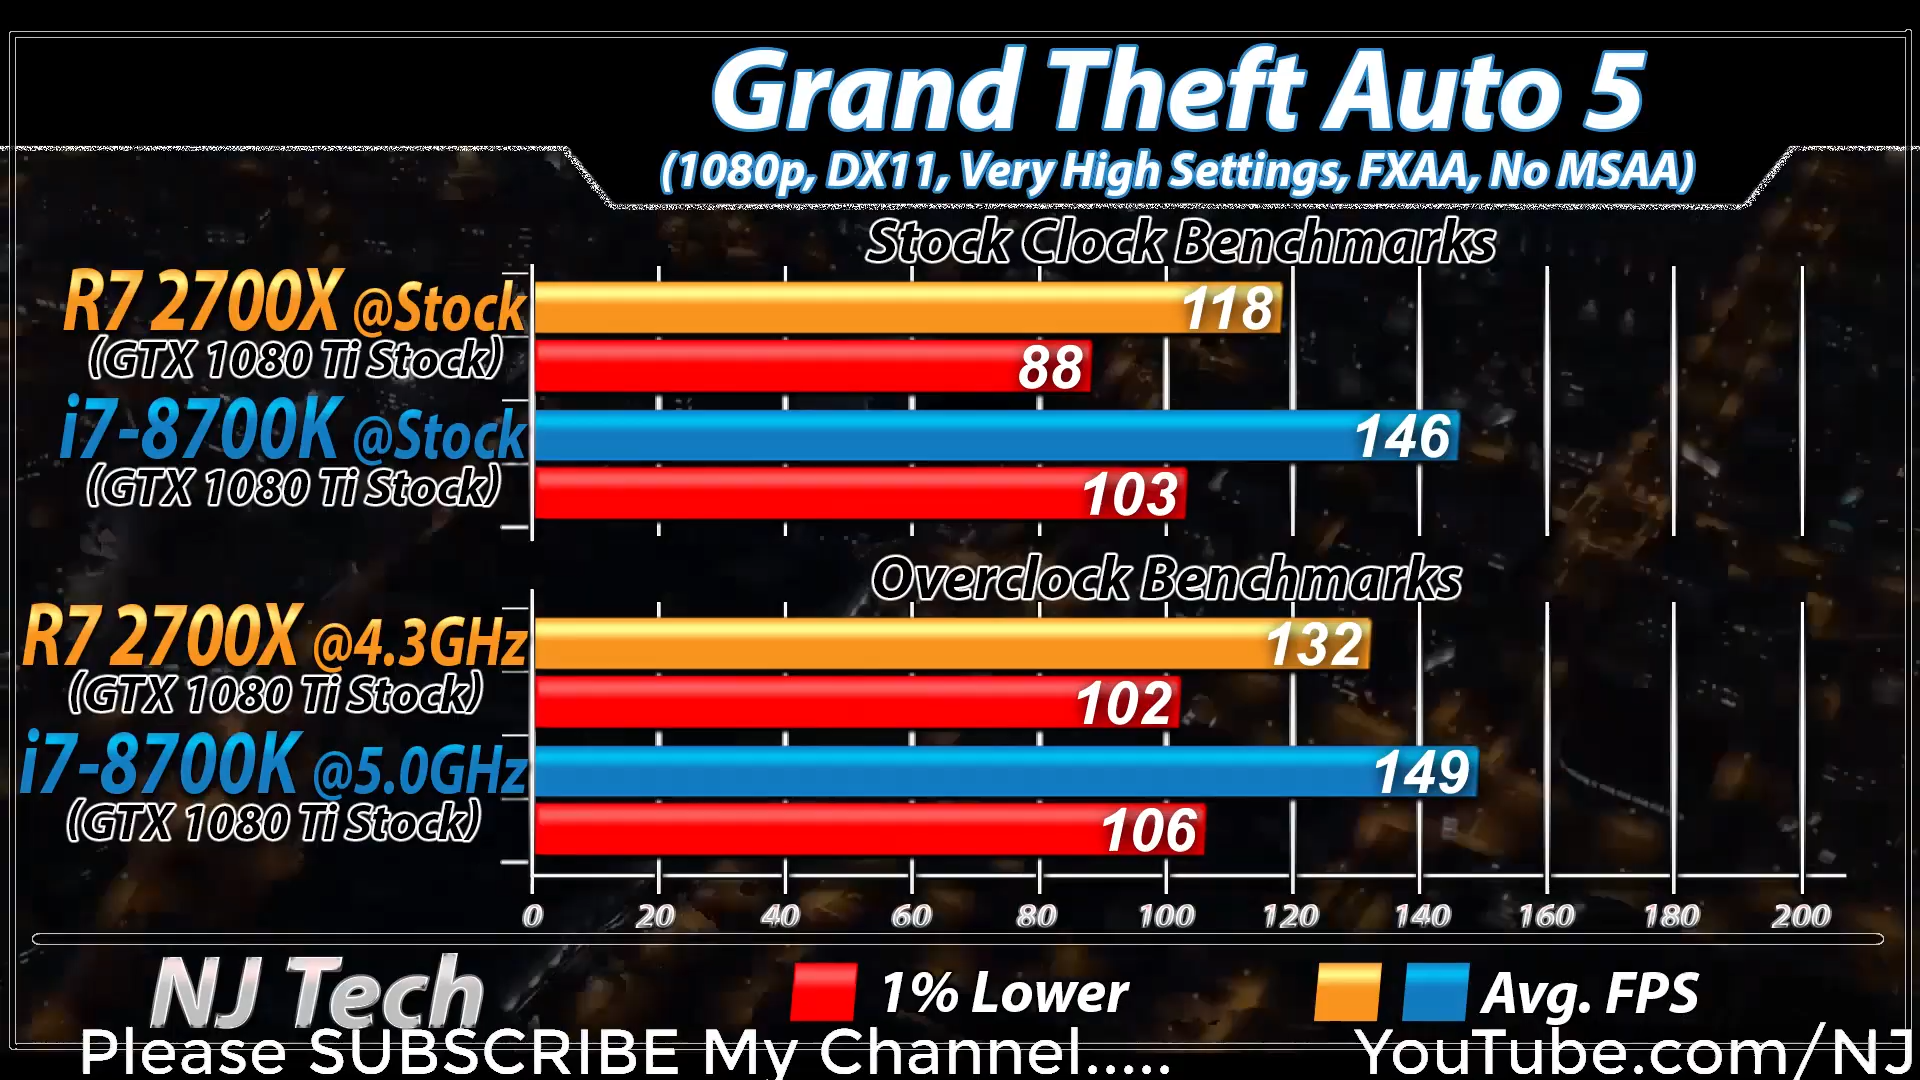 Grand Theft Auto 5
(1080p, DX11, Very High Settings, FXAA, No MSAA)
Stock Clock Benchmarks
R7 2700X @Stock
(GTX 1080 Ti Stock)
118
88
i7-8700K @Stock
(GTX 1080 Ti Stock)
146
103
Overclock Benchmarks
R7 2700X @4.3GHz
(GTX 1080 Ti Stock)
132
102
i7-8700K @5.0GHz
(GTX 1080 Ti Stock)
149
106
0 20 40 60 80 100 120 140 160 180 200
NJ Tech
1% Lower
Avg. FPS
Please SUBSCRIBE My Channel.....
YouTube.com/NJ